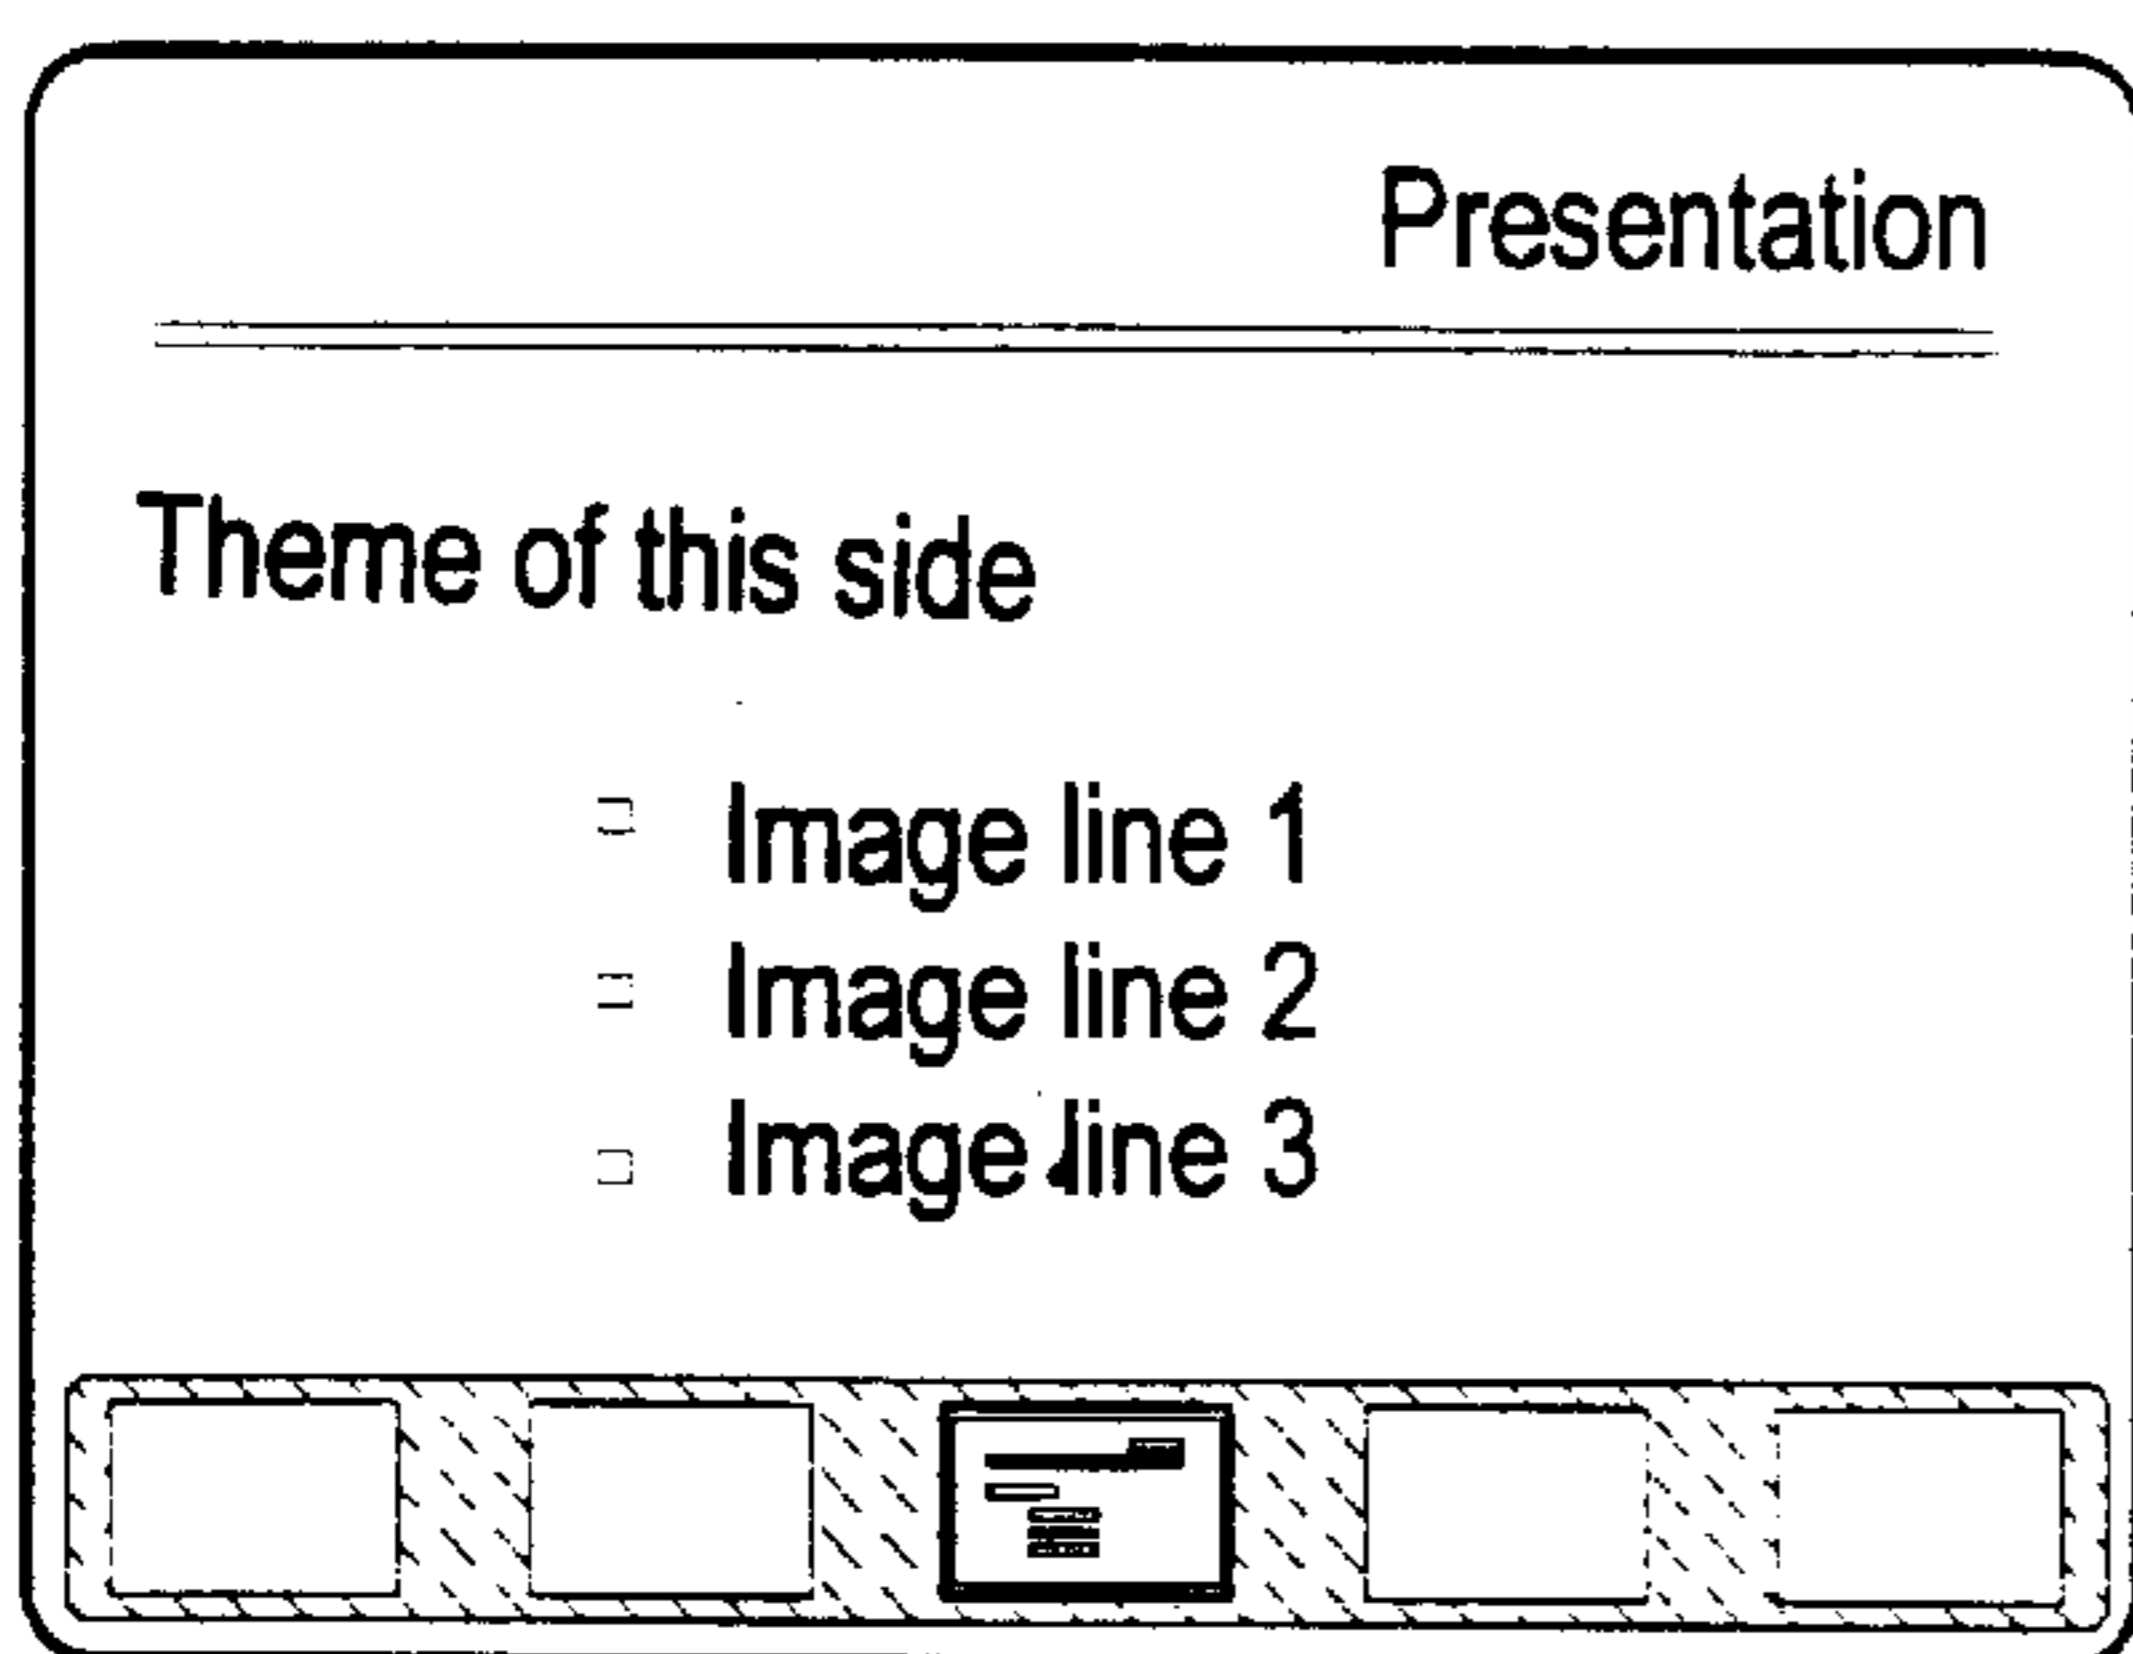 Presentation
Theme of this side
Image line 1
Image line 2
Image line 3